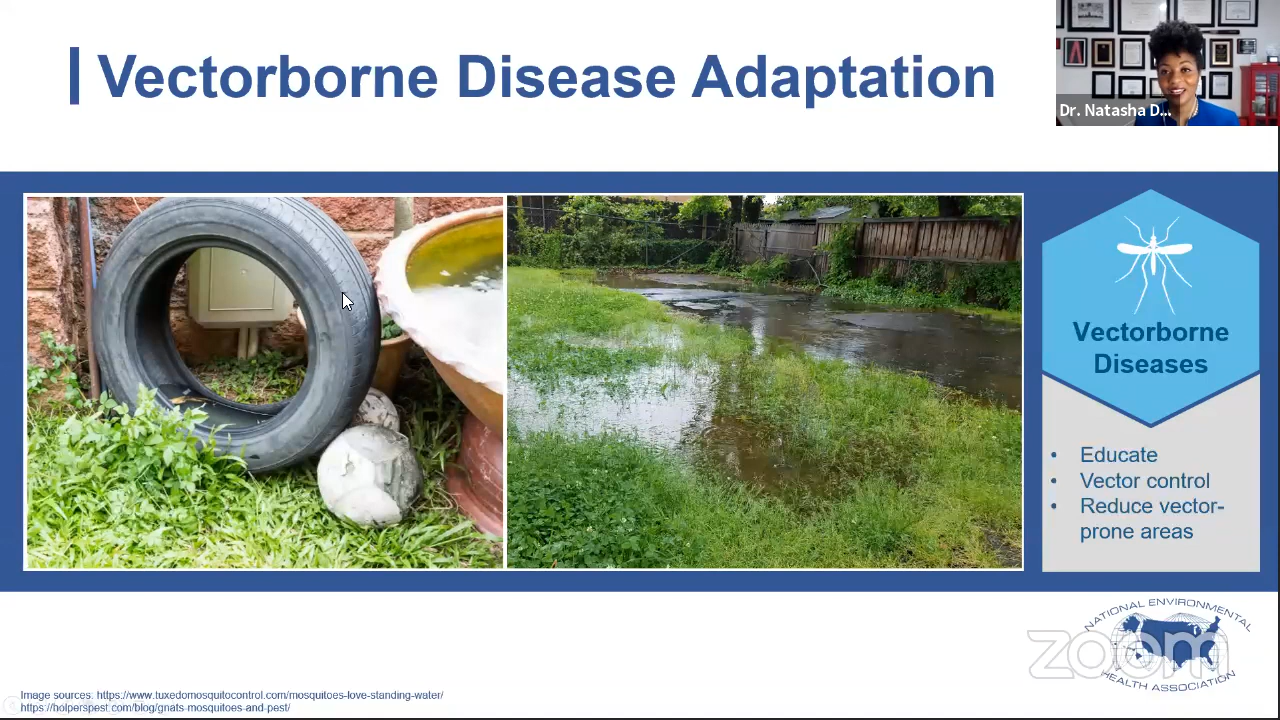 Vectorborne Disease Adaptation
Dr. Natasha D...
Vectorborne
Diseases
• Educate
• Vector control
• Reduce vector-
prone areas
NATIONAL ENVIRONMENTAL
HEALTH ASSOCIATION
zoom
Image sources: https://www.tuxedomosquitocontrol.com/mosquitoes-love-standing-water/
https://holperspest.com/blog/gnats-mosquitoes-and-pest/